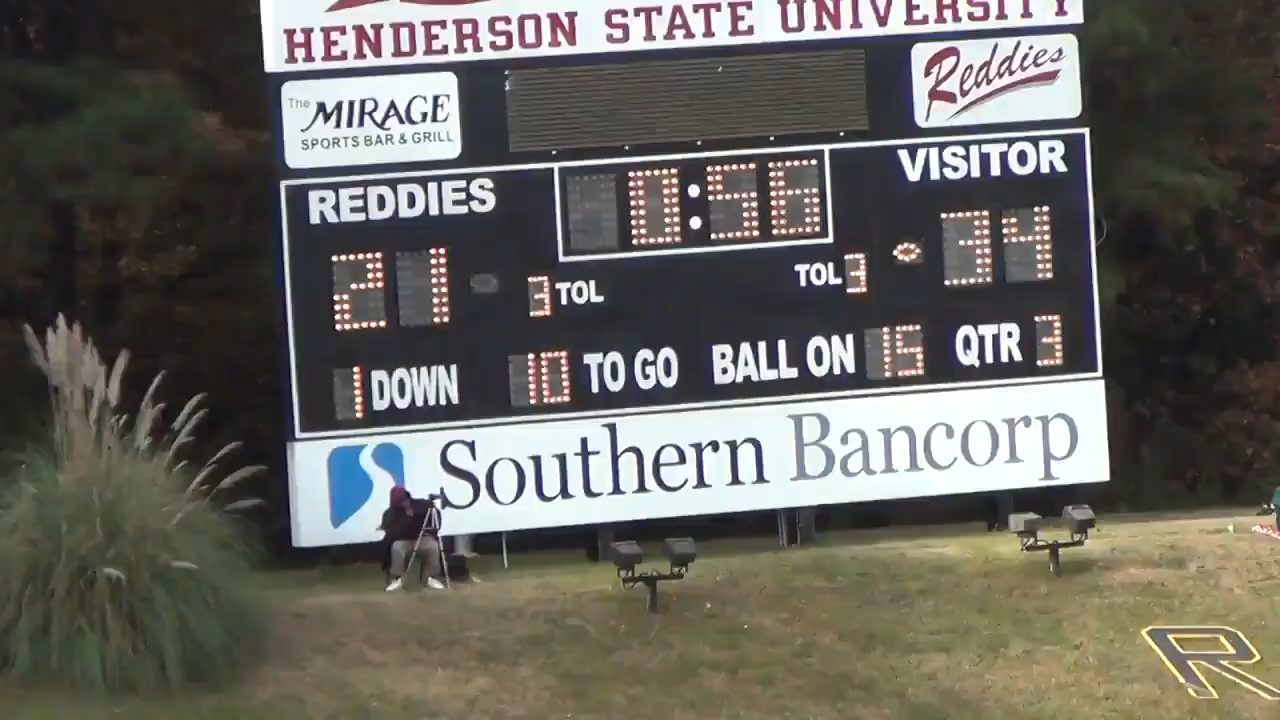 HENDERSON STATE UNIVERSITY
The
MIRAGE
SPORTS BAR & GRILL
Reddies
REDDIES
0:56
VISITOR
21
3 TOL
TOL 3
34
1 DOWN
10 TO GO
BALL ON 15
QTR 3
Southern Bancorp
R